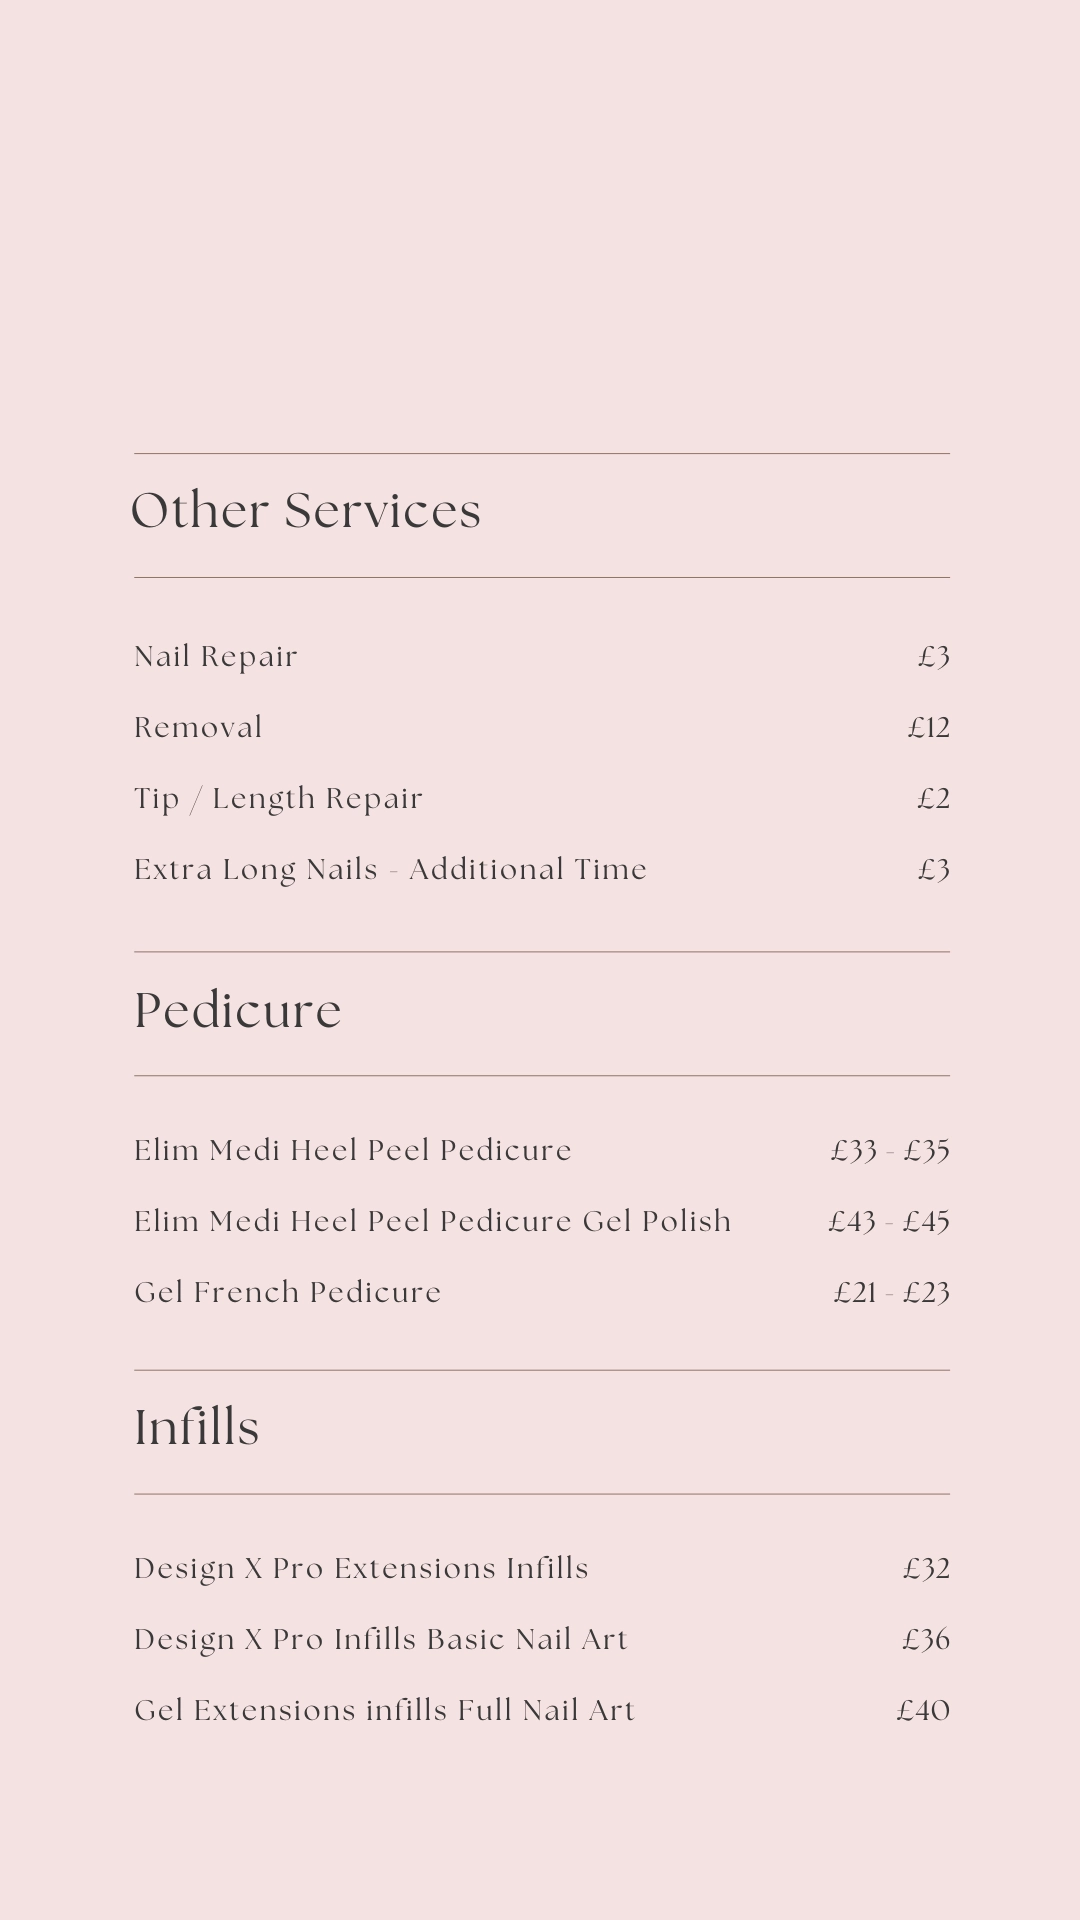 Other Services
Nail Repair £3
Removal £12
Tip / Length Repair £2
Extra Long Nails - Additional Time £3
Pedicure
Elim Medi Heel Peel Pedicure £33 - £35
Elim Medi Heel Peel Pedicure Gel Polish £43 - £45
Gel French Pedicure £21 - £23
Infills
Design X Pro Extensions Infills £32
Design X Pro Infills Basic Nail Art £36
Gel Extensions infills Full Nail Art £40